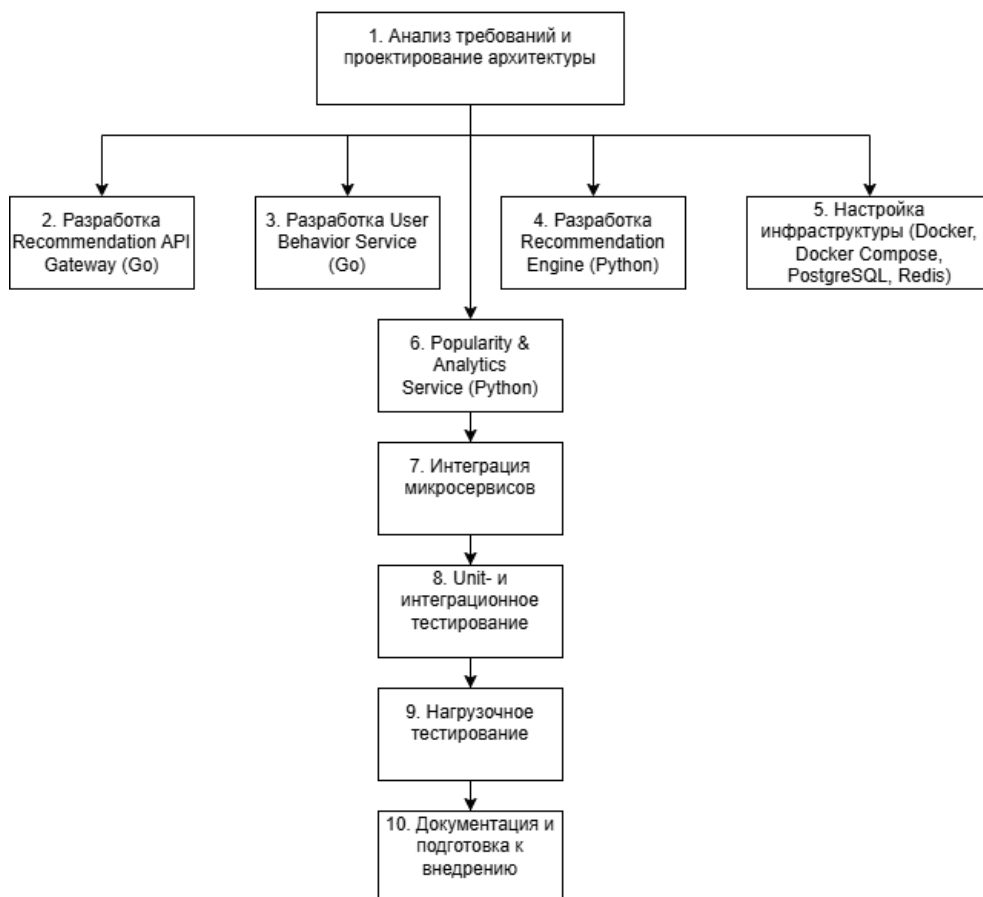 1. Анализ требований и
проектирование архитектуры
2. Разработка
Recommendation API
Gateway (Go)
3. Разработка User
Behavior Service
(Go)
4. Разработка
Recommendation
Engine (Python)
5. Настройка
инфраструктуры (Docker,
Docker Compose,
PostgreSQL, Redis)
6. Popularity &
Analytics
Service (Python)
7. Интеграция
микросервисов
8. Unit- и
интеграционное
тестирование
9. Нагрузочное
тестирование
10. Документация и
подготовка к
внедрению